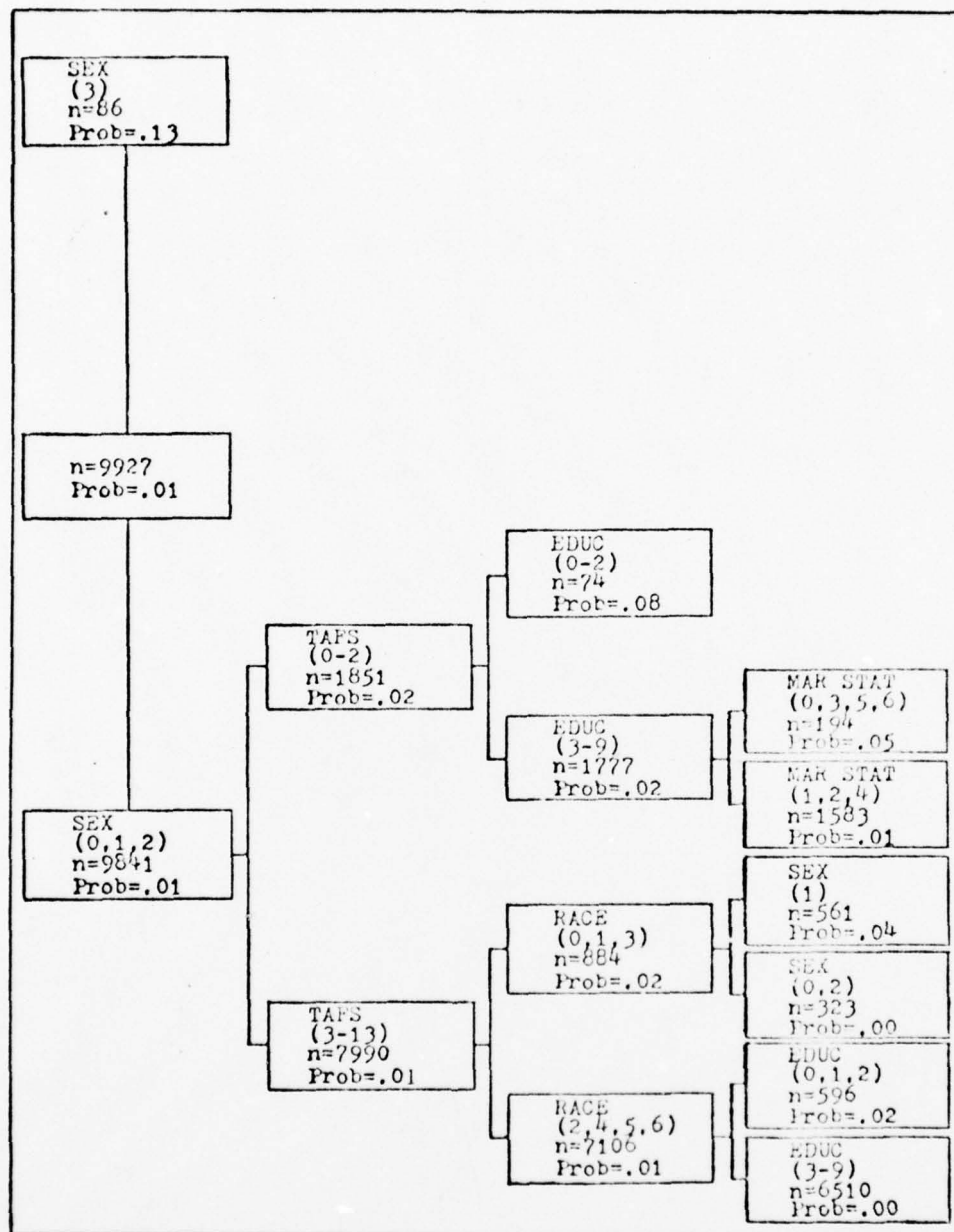 SEX
(3)
n=86
Prob=.13
n=9927
Prob=.01
SEX
(0,1,2)
n=9841
Prob=.01
TAFS
(0-2)
n=1851
Prob=.02
TAFS
(3-13)
n=7990
Prob=.01
EDUC
(0-2)
n=74
Prob=.08
EDUC
(3-9)
n=1777
Prob=.02
RACE
(0,1,3)
n=884
Prob=.02
RACE
(2,4,5,6)
n=7106
Prob=.01
MAR STAT
(0,3,5,6)
n=194
Prob=.05
MAR STAT
(1,2,4)
n=1583
Prob=.01
SEX
(1)
n=561
Prob=.04
SEX
(0,2)
n=323
Prob=.00
EDUC
(0,1,2)
n=596
Prob=.02
EDUC
(3-9)
n=6510
Prob=.00